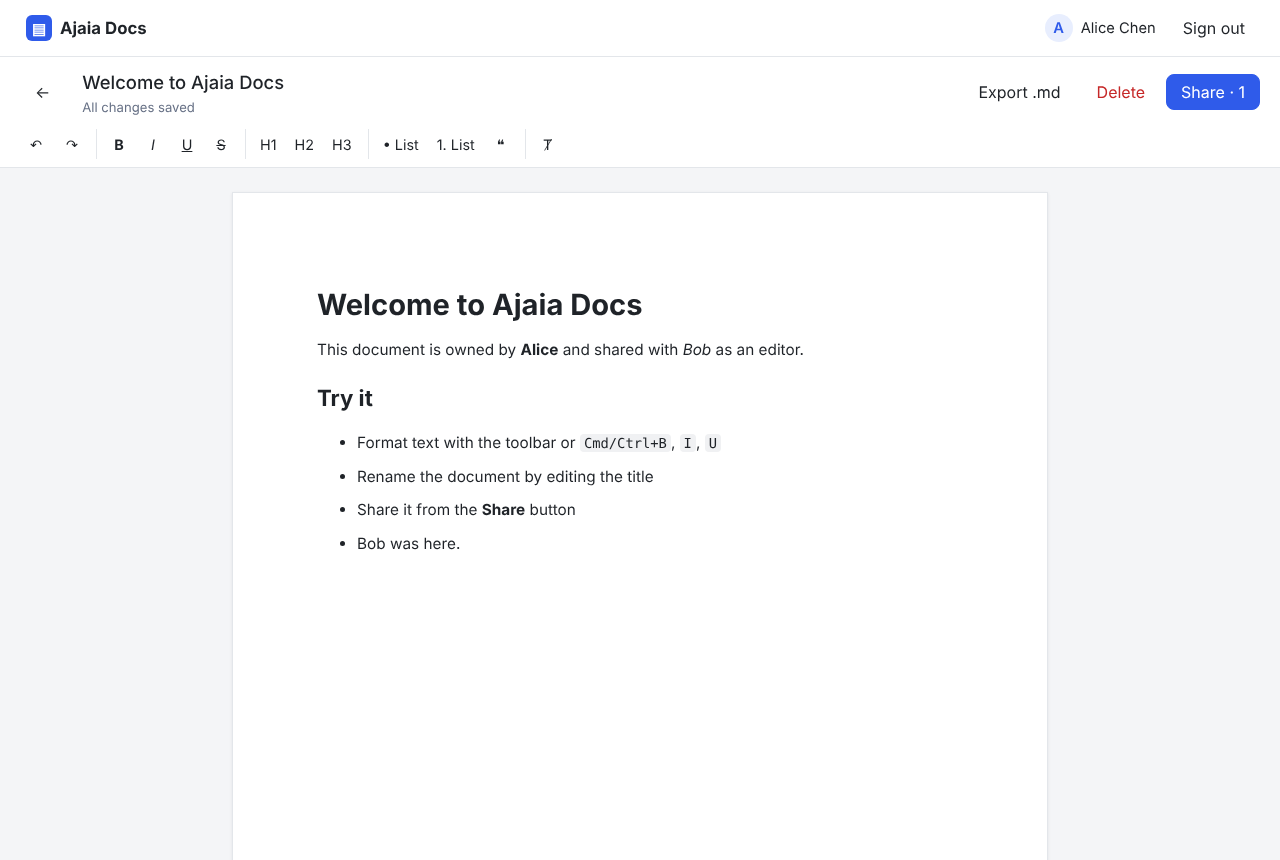 Ajaia Docs
A Alice Chen Sign out
←
Welcome to Ajaia Docs
All changes saved
Export .md Delete Share · 1
↶ ↷ B I U S H1 H2 H3 • List 1. List ❝ T
Welcome to Ajaia Docs
This document is owned by Alice and shared with Bob as an editor.
Try it
• Format text with the toolbar or Cmd/Ctrl+B, I, U
• Rename the document by editing the title
• Share it from the Share button
• Bob was here.